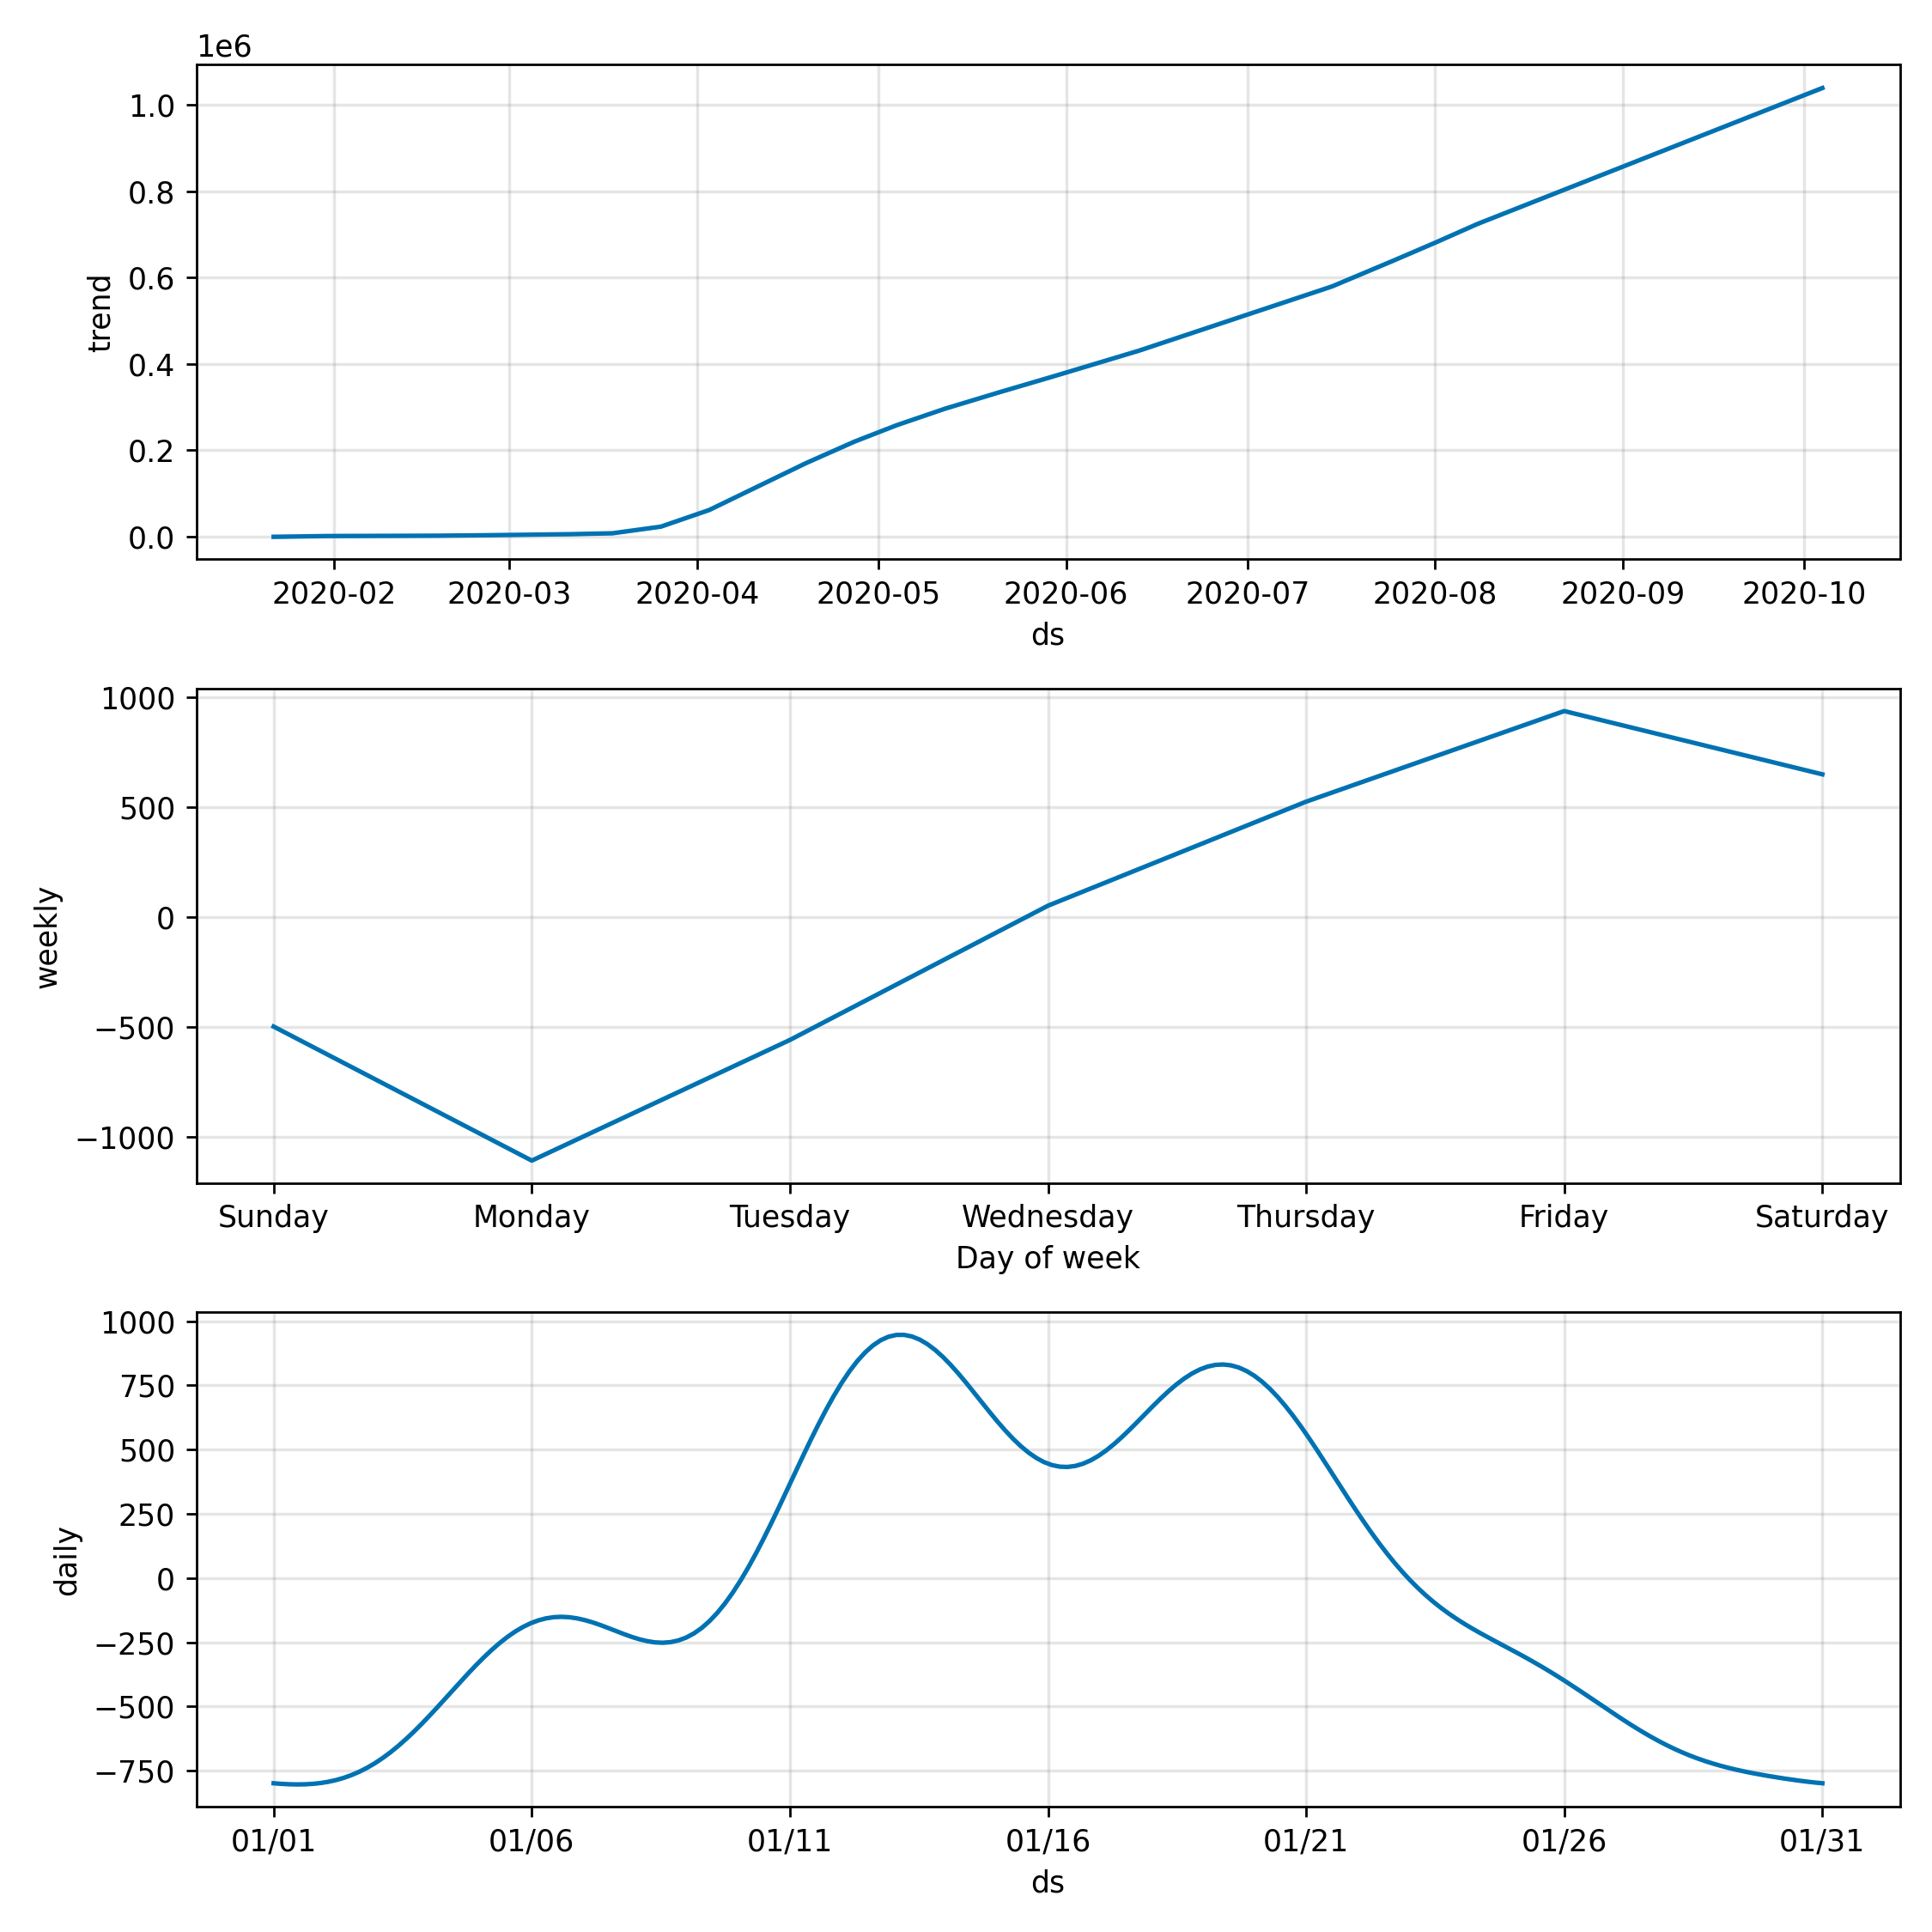 1e6
1.0
0.8
0.6
0.4
0.2
0.0
trend
2020-02 2020-03 2020-04 2020-05 2020-06 2020-07 2020-08 2020-09 2020-10
ds
1000
500
0
−500
−1000
weekly
Sunday Monday Tuesday Wednesday Thursday Friday Saturday
Day of week
1000
750
500
250
0
−250
−500
−750
daily
01/01 01/06 01/11 01/16 01/21 01/26 01/31
ds